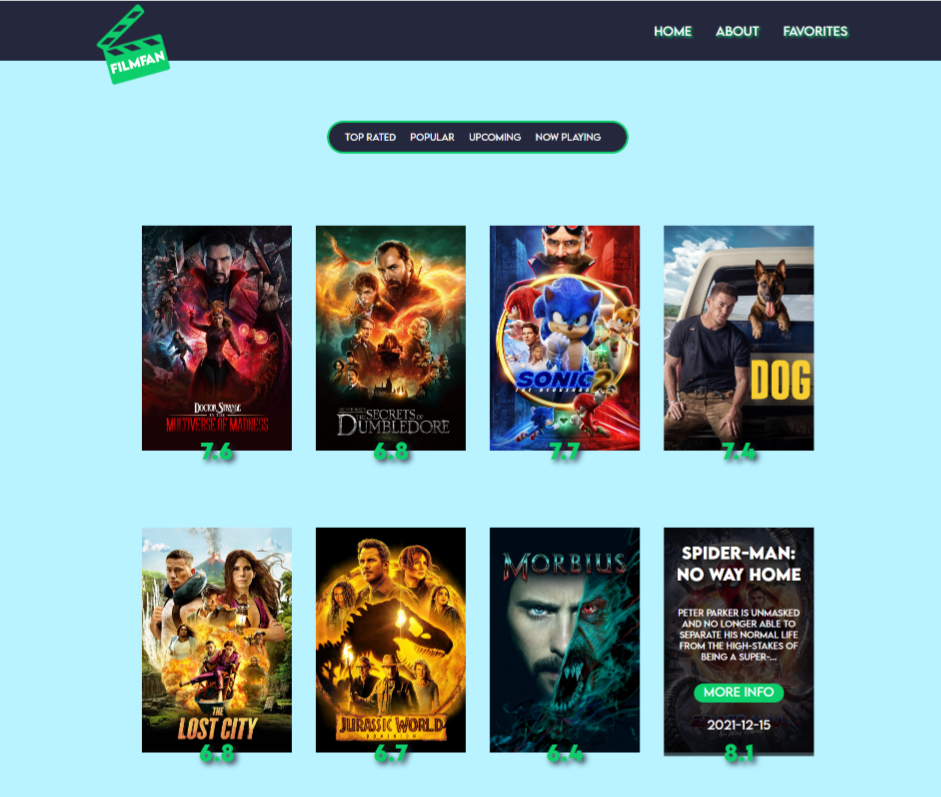 FILMFAN
HOME ABOUT FAVORITES
TOP RATED POPULAR UPCOMING NOW PLAYING
DOCTOR STRANGE
IN THE
MULTIVERSE OF MADNESS
7.6
THE
SECRETS OF
DUMBLEDORE
6.8
SONIC 2
THE HEDGEHOG
7.7
DOG
7.4
THE
LOST CITY
6.8
JURASSIC WORLD
DOMINION
6.7
MORBIUS
6.4
SPIDER-MAN:
NO WAY HOME
PETER PARKER IS UNMASKED
AND NO LONGER ABLE TO
SEPARATE HIS NORMAL LIFE
FROM THE HIGH-STAKES OF
BEING A SUPER-...
MORE INFO
2021-12-15
8.1